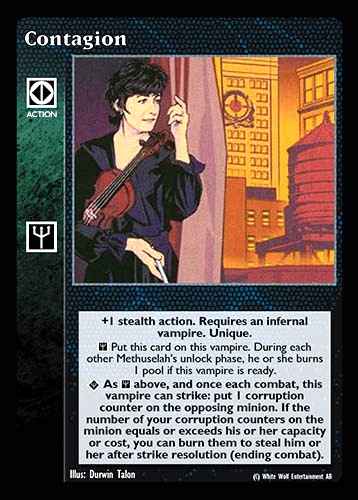 Contagion
ACTION
+1 stealth action. Requires an infernal
vampire. Unique.
Put this card on this vampire. During each
other Methuselah's unlock phase, he or she burns
1 pool if this vampire is ready.
As above, and once each combat, this
vampire can strike: put 1 corruption
counter on the opposing minion. If the
number of your corruption counters on the
minion equals or exceeds his or her capacity
or cost, you can burn them to steal him or
her after strike resolution (ending combat).
Illus: Durwin Talon
(C) White Wolf Entertainment AB